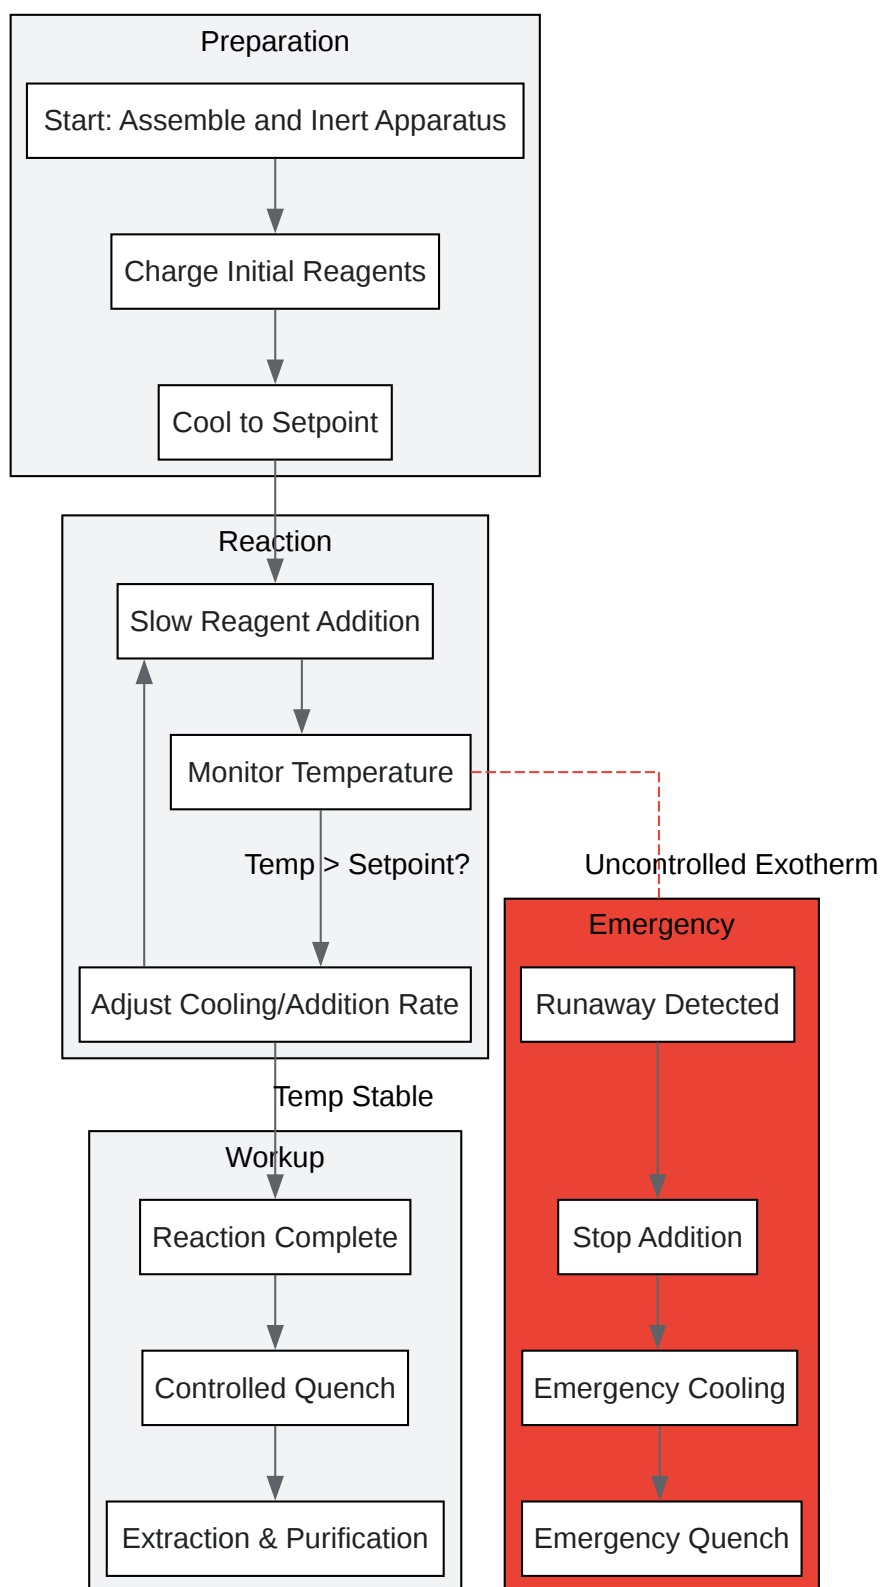 Preparation
Start: Assemble and Inert Apparatus
Charge Initial Reagents
Cool to Setpoint
Reaction
Slow Reagent Addition
Monitor Temperature
Temp > Setpoint?
Uncontrolled Exotherm
Emergency
Adjust Cooling/Addition Rate
Runaway Detected
Temp Stable
Workup
Reaction Complete
Stop Addition
Controlled Quench
Emergency Cooling
Extraction & Purification
Emergency Quench